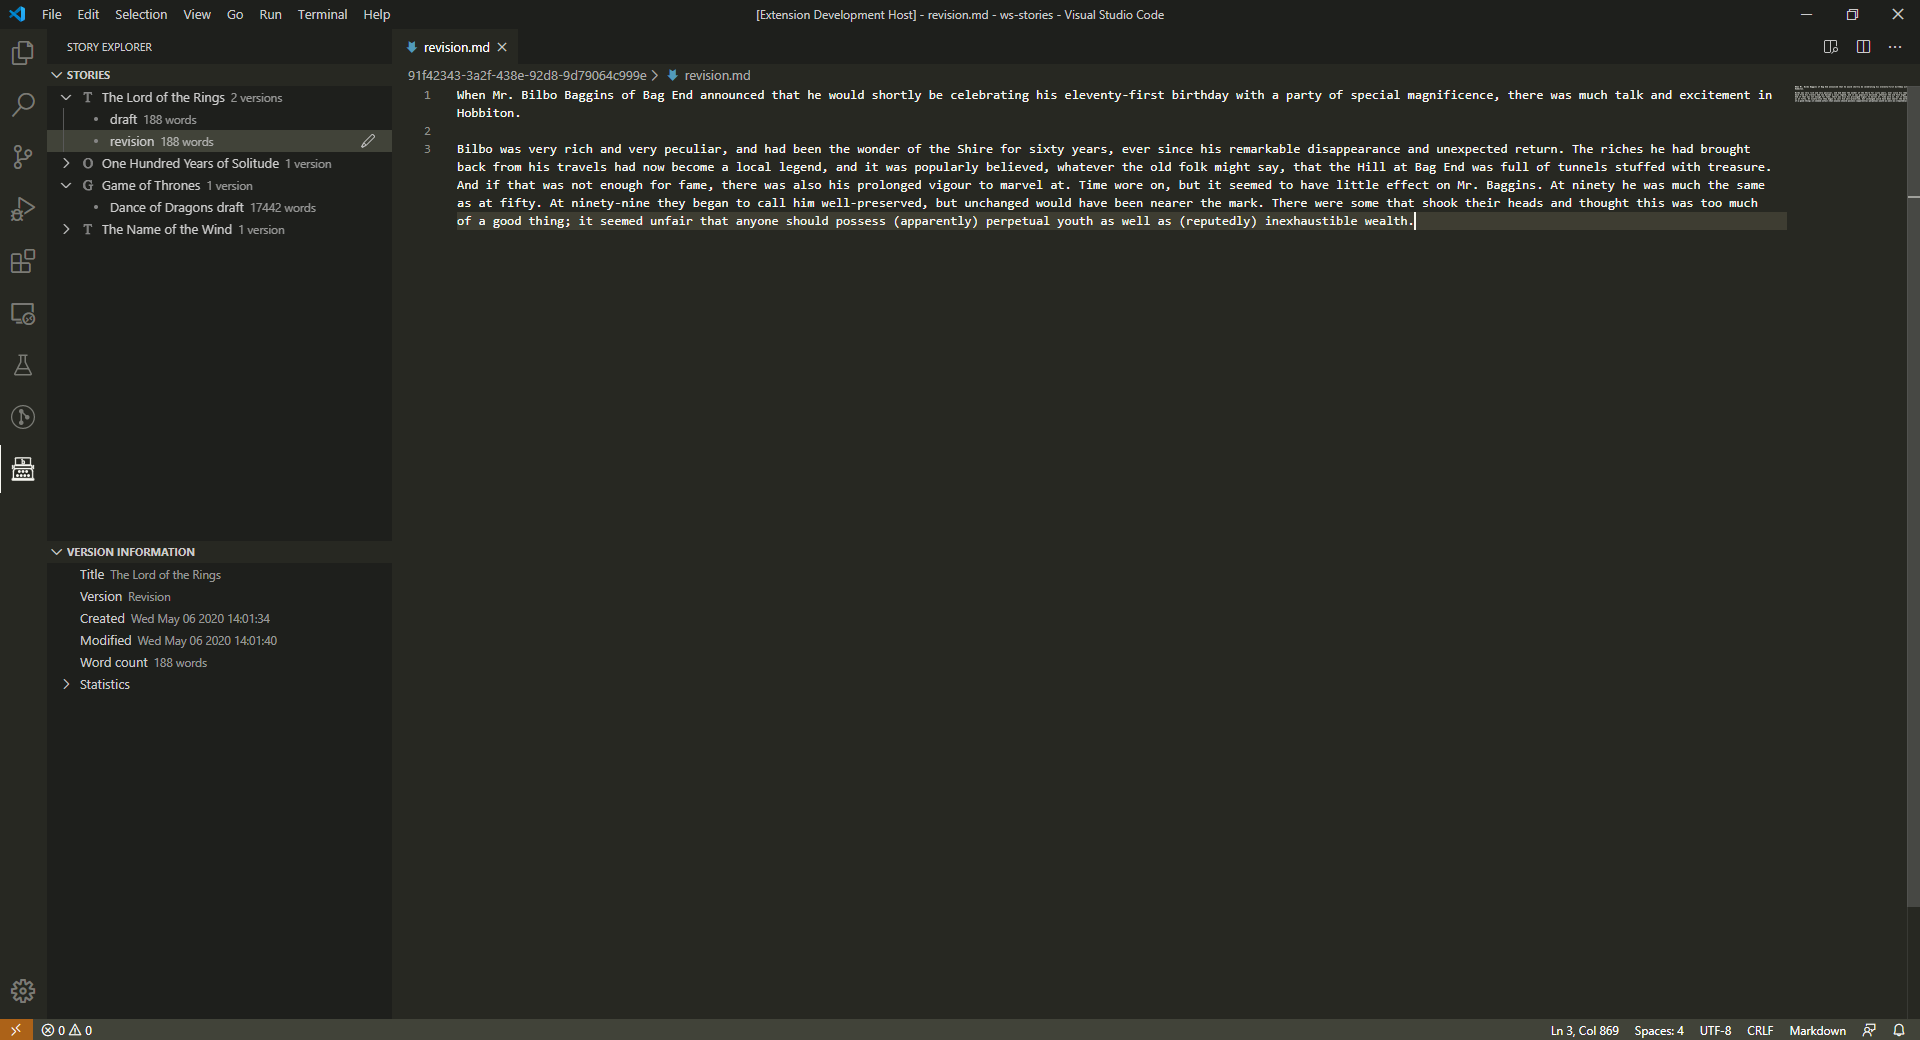 File Edit Selection View Go Run Terminal Help [Extension Development Host] - revision.md - ws-stories - Visual Studio Code
STORY EXPLORER
STORIES
T The Lord of the Rings 2 versions
draft 188 words
revision 188 words
O One Hundred Years of Solitude 1 version
G Game of Thrones 1 version
Dance of Dragons draft 17442 words
T The Name of the Wind 1 version
VERSION INFORMATION
Title The Lord of the Rings
Version Revision
Created Wed May 06 2020 14:01:34
Modified Wed May 06 2020 14:01:40
Word count 188 words
Statistics
revision.md
91f42343-3a2f-438e-92d8-9d79064c999e revision.md
1 When Mr. Bilbo Baggins of Bag End announced that he would shortly be celebrating his eleventy-first birthday with a party of special magnificence, there was much talk and excitement in
Hobbiton.
2
3 Bilbo was very rich and very peculiar, and had been the wonder of the Shire for sixty years, ever since his remarkable disappearance and unexpected return. The riches he had brought
back from his travels had now become a local legend, and it was popularly believed, whatever the old folk might say, that the Hill at Bag End was full of tunnels stuffed with treasure.
And if that was not enough for fame, there was also his prolonged vigour to marvel at. Time wore on, but it seemed to have little effect on Mr. Baggins. At ninety he was much the same
as at fifty. At ninety-nine they began to call him well-preserved, but unchanged would have been nearer the mark. There were some that shook their heads and thought this was too much
of a good thing; it seemed unfair that anyone should possess (apparently) perpetual youth as well as (reputedly) inexhaustible wealth.
0 0 Ln 3, Col 869 Spaces: 4 UTF-8 CRLF Markdown